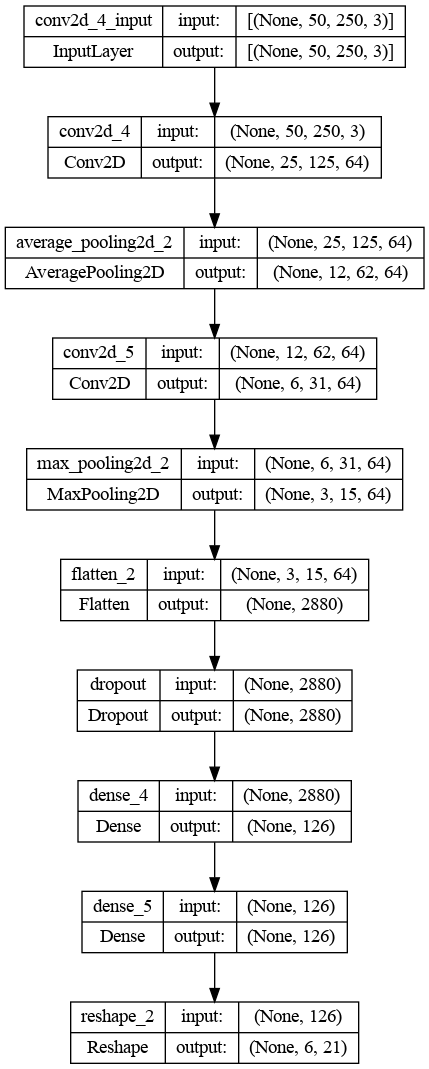 conv2d_4_input input: [(None, 50, 250, 3)]
InputLayer output: [(None, 50, 250, 3)]
conv2d_4 input: (None, 50, 250, 3)
Conv2D output: (None, 25, 125, 64)
average_pooling2d_2 input: (None, 25, 125, 64)
AveragePooling2D output: (None, 12, 62, 64)
conv2d_5 input: (None, 12, 62, 64)
Conv2D output: (None, 6, 31, 64)
max_pooling2d_2 input: (None, 6, 31, 64)
MaxPooling2D output: (None, 3, 15, 64)
flatten_2 input: (None, 3, 15, 64)
Flatten output: (None, 2880)
dropout input: (None, 2880)
Dropout output: (None, 2880)
dense_4 input: (None, 2880)
Dense output: (None, 126)
dense_5 input: (None, 126)
Dense output: (None, 126)
reshape_2 input: (None, 126)
Reshape output: (None, 6, 21)